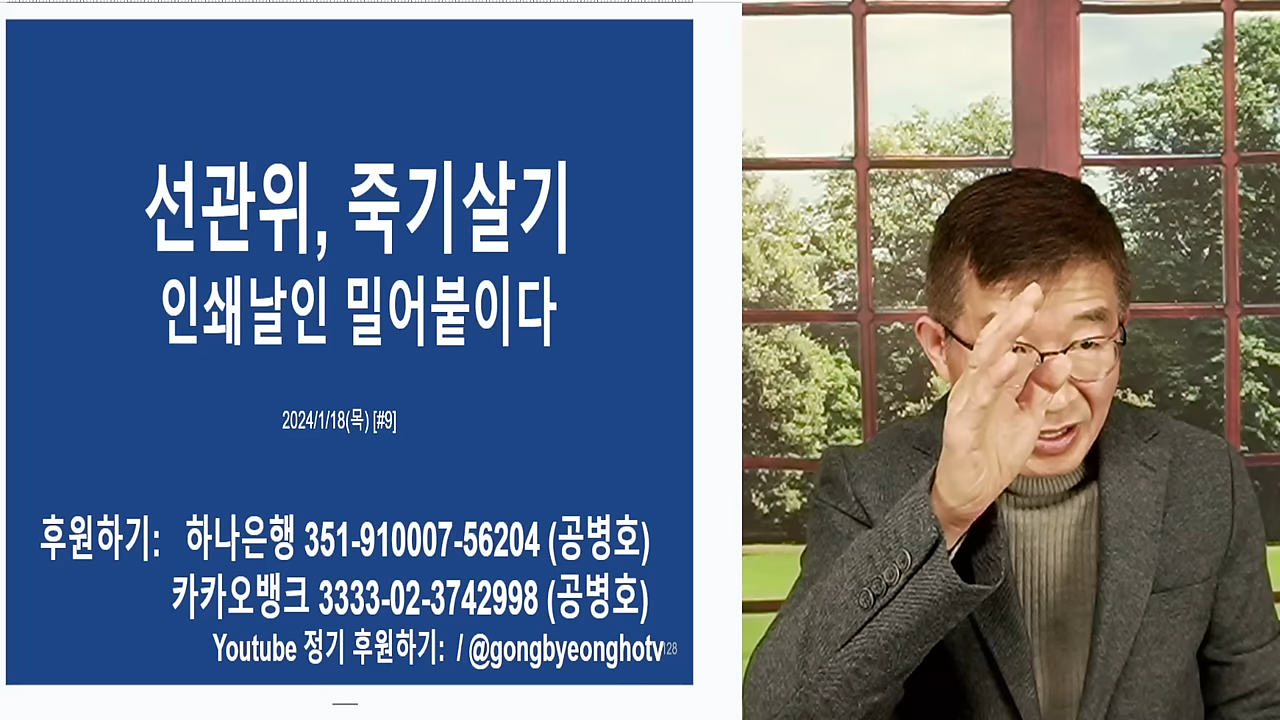 선관위, 죽기살기
인쇄날인 밀어붙이다
2024/1/18(목) [#9]
후원하기: 하나은행 351-910007-56204 (공병호)
카카오뱅크 3333-02-3742998 (공병호)
Youtube 정기 후원하기: / @gongbyeonghotv
128